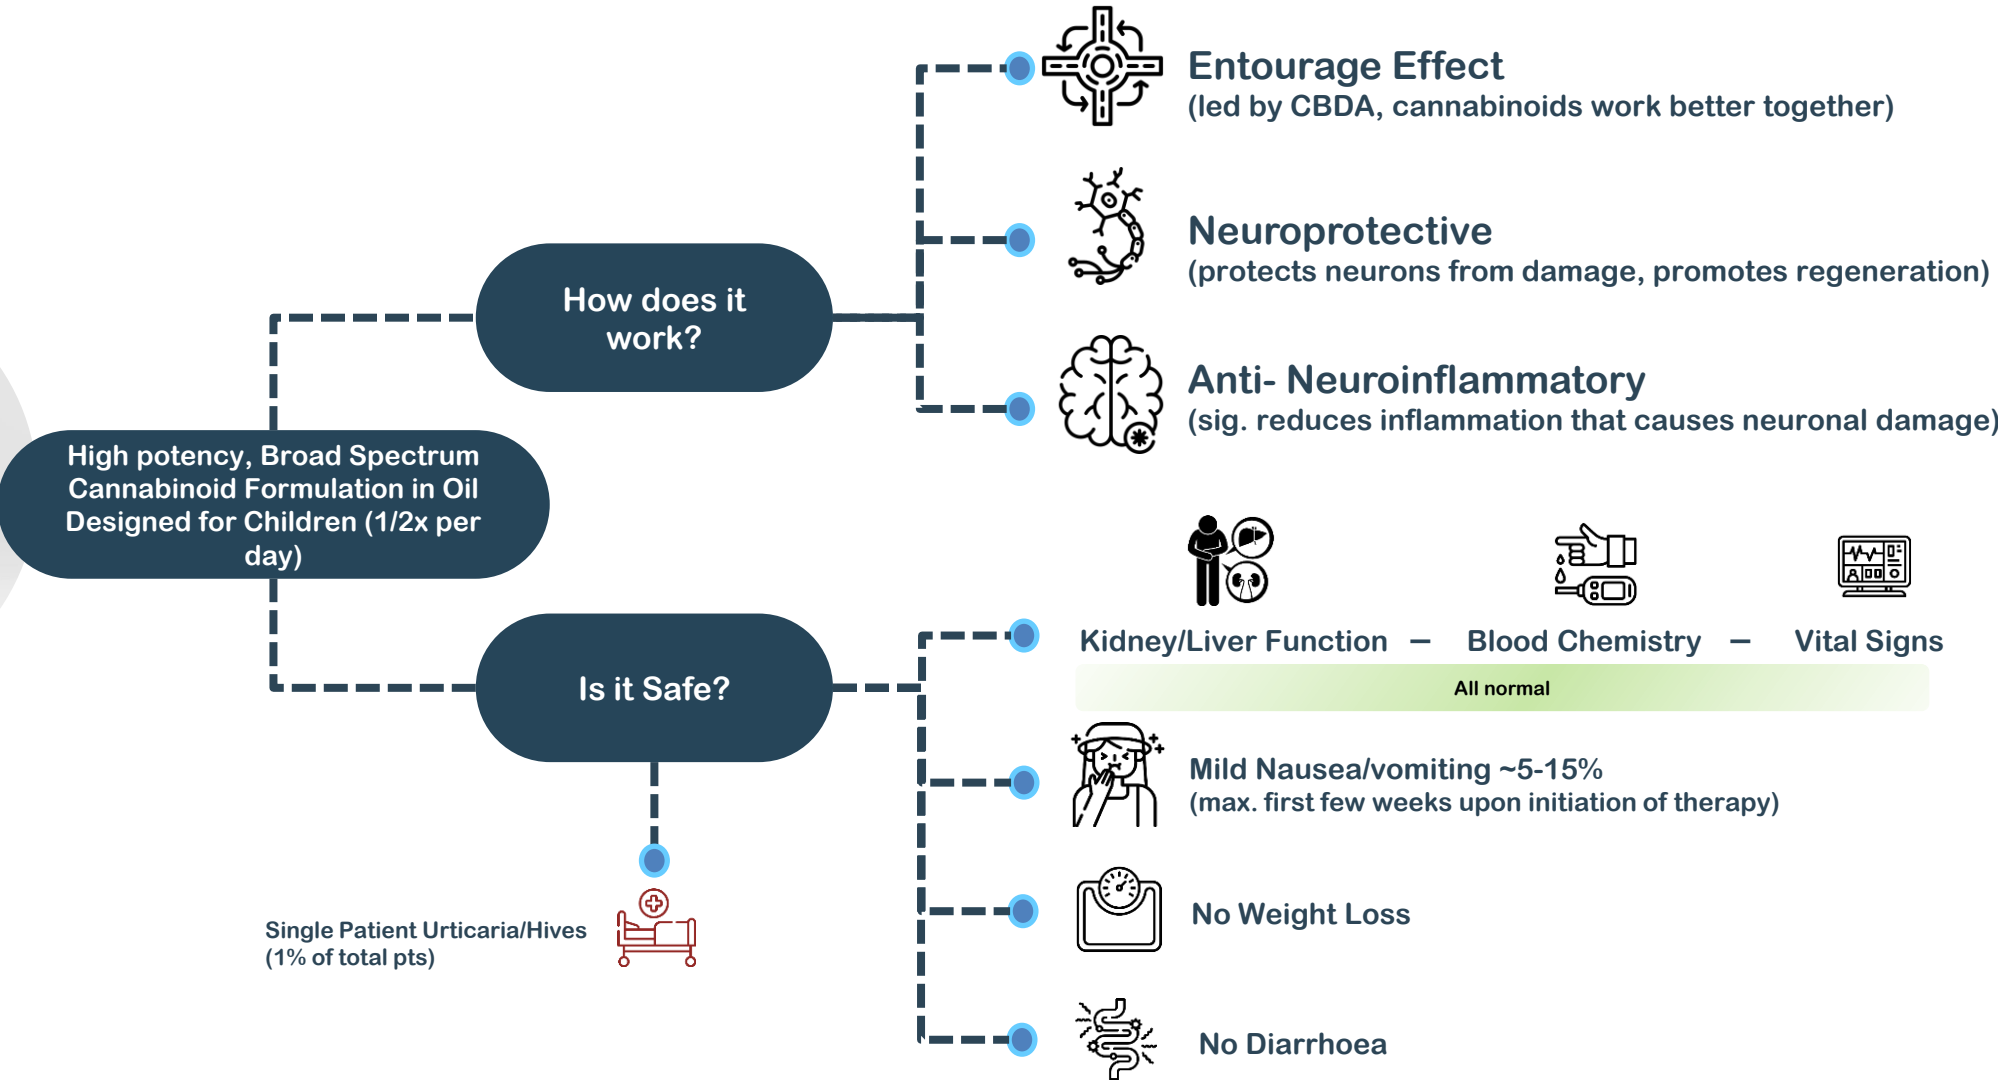 Entourage Effect
(led by CBDA, cannabinoids work better together)
Neuroprotective
(protects neurons from damage, promotes regeneration)
How does it
work?
Anti- Neuroinflammatory
(sig. reduces inflammation that causes neuronal damage)
High potency, Broad Spectrum
Cannabinoid Formulation in Oil
Designed for Children (1/2x per
day)
Is it Safe?
Kidney/Liver Function – Blood Chemistry – Vital Signs
All normal
Mild Nausea/vomiting ~5-15%
(max. first few weeks upon initiation of therapy)
No Weight Loss
No Diarrhoea
Single Patient Urticaria/Hives
(1% of total pts)